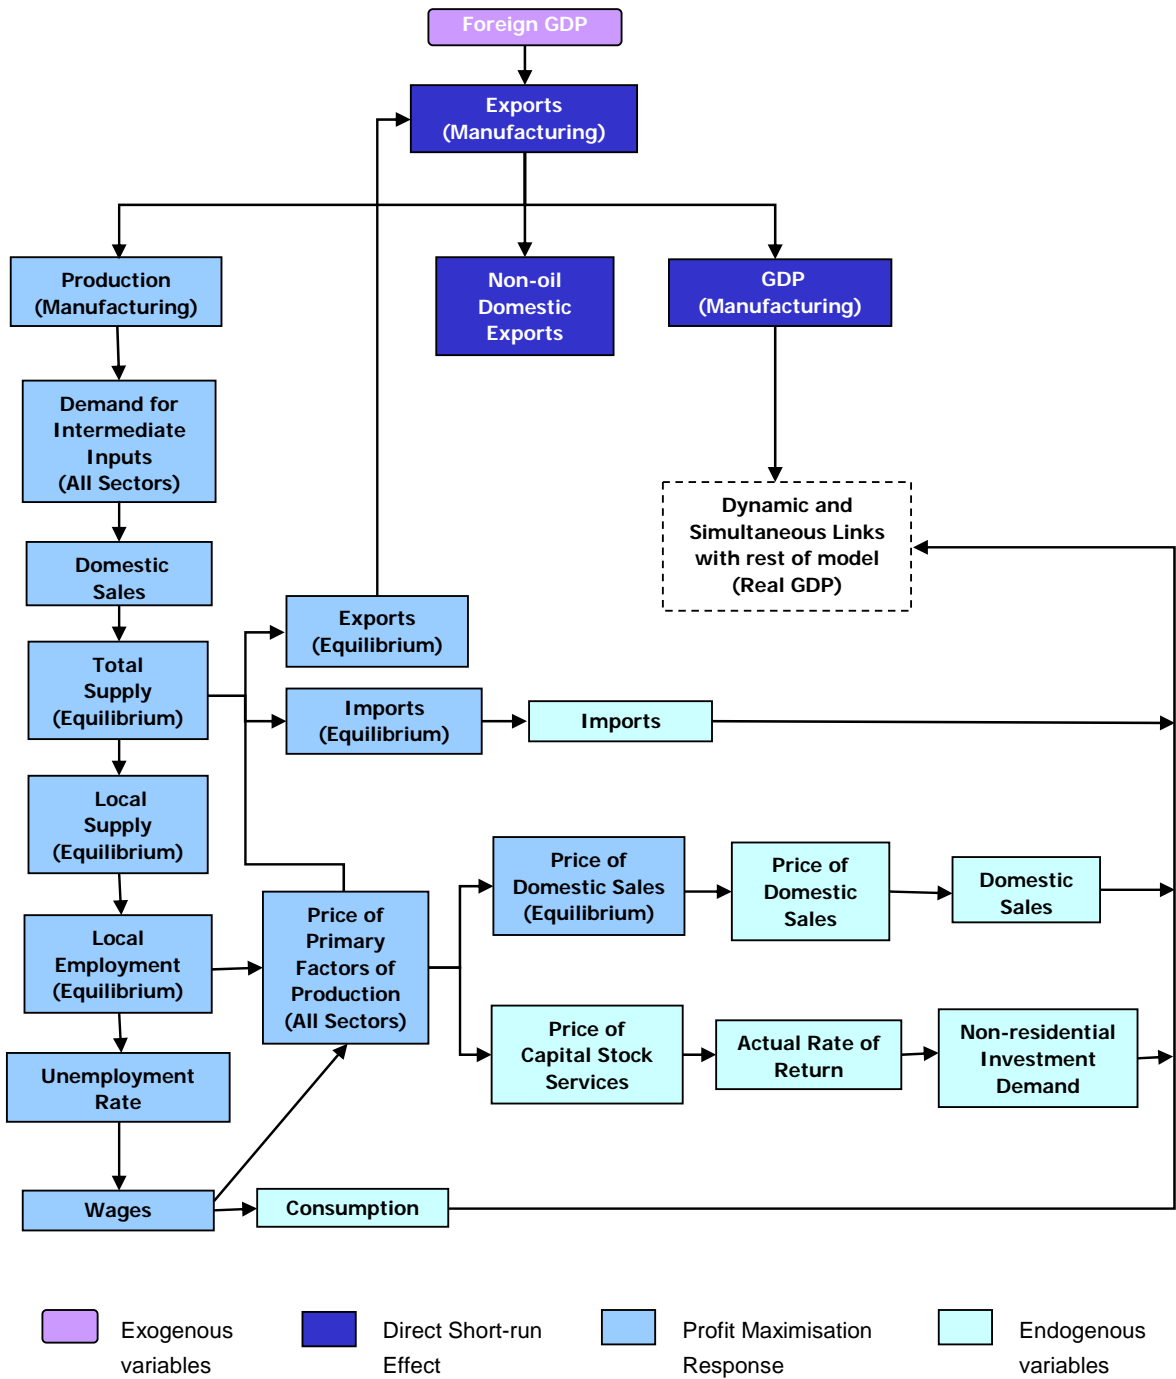 Foreign GDP
Exports
(Manufacturing)
Production
(Manufacturing)
Non-oil
Domestic
Exports
GDP
(Manufacturing)
Demand for
Intermediate
Inputs
(All Sectors)
Dynamic and
Simultaneous Links
with rest of model
(Real GDP)
Domestic
Sales
Exports
(Equilibrium)
Total
Supply
(Equilibrium)
Imports
(Equilibrium)
Imports
Local
Supply
(Equilibrium)
Price of
Domestic Sales
(Equilibrium)
Price of
Domestic
Sales
Domestic
Sales
Local
Employment
(Equilibrium)
Price of
Primary
Factors of
Production
(All Sectors)
Price of
Capital Stock
Services
Actual Rate of
Return
Non-residential
Investment
Demand
Unemployment
Rate
Wages
Consumption
Exogenous
variables
Direct Short-run
Effect
Profit Maximisation
Response
Endogenous
variables